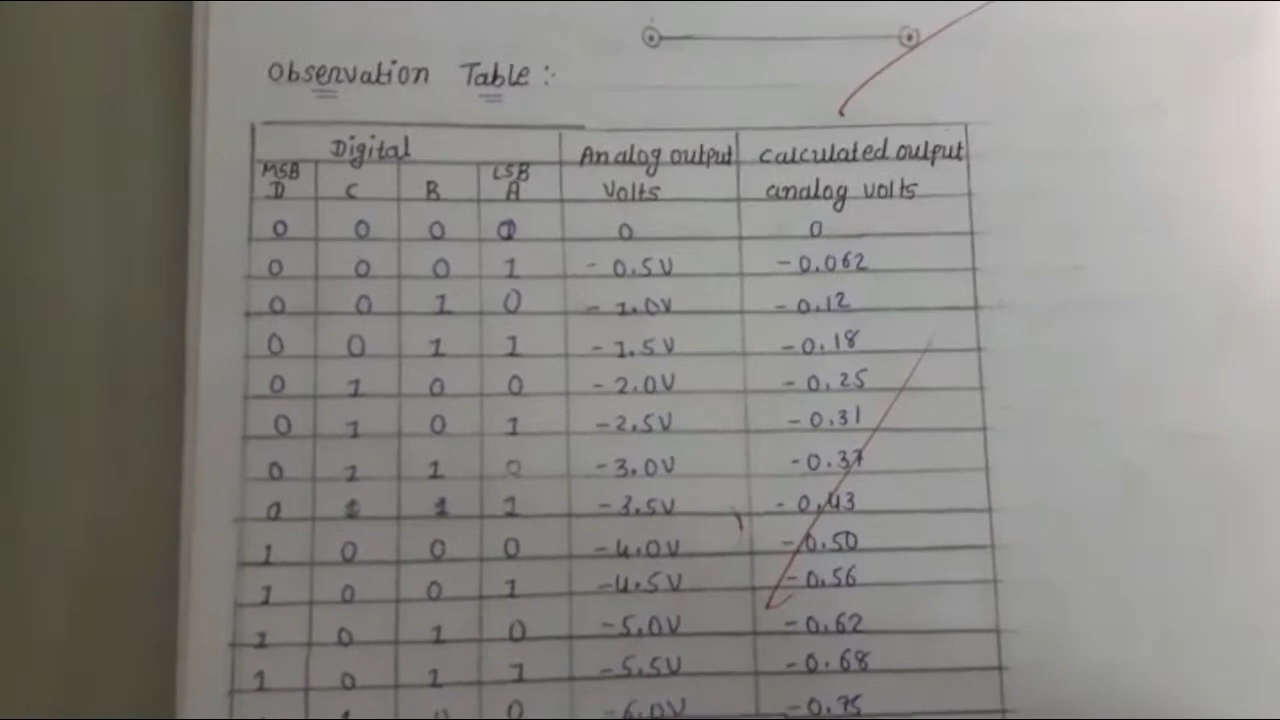 Observation Table :-
Digital Analog output calculated output
MSB LSB
D C B A Volts analog volts
0 0 0 0 0 0
0 0 0 1 - 0.5V - 0.062
0 0 1 0 - 1.0V - 0.12
0 0 1 1 - 1.5V - 0.18
0 1 0 0 - 2.0V - 0.25
0 1 0 1 - 2.5V - 0.31
0 1 1 0 - 3.0V - 0.37
0 1 1 1 - 3.5V - 0.43
1 0 0 0 - 4.0V - 0.50
1 0 0 1 - 4.5V - 0.56
1 0 1 0 - 5.0V - 0.62
1 0 1 1 - 5.5V - 0.68
0 - 6.0V - 0.75